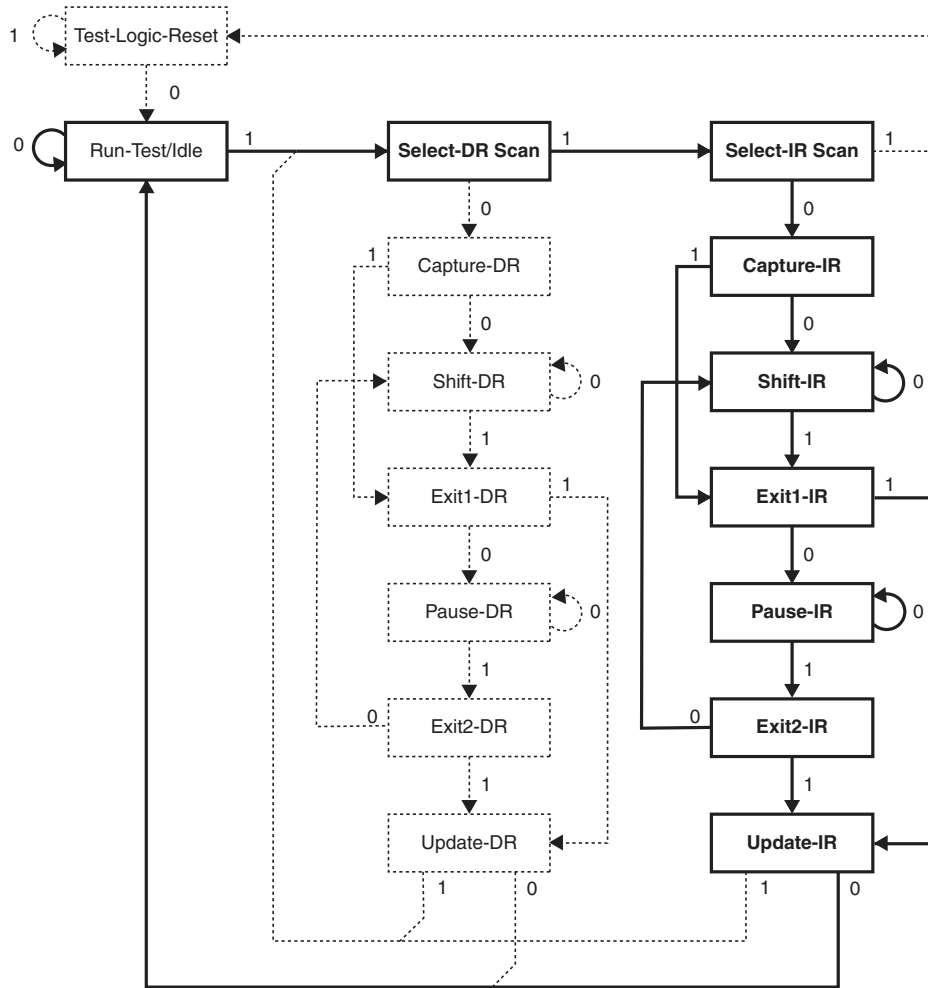 Test-Logic-Reset
1
0
Run-Test/Idle
0
1
Select-DR Scan
1
Select-IR Scan
1
0
0
Capture-DR
1
Capture-IR
1
0
0
Shift-DR
0
Shift-IR
0
1
1
Exit1-DR
1
Exit1-IR
1
0
0
Pause-DR
0
Pause-IR
0
1
1
Exit2-DR
0
Exit2-IR
0
1
1
Update-DR
Update-IR
1
0
1
0